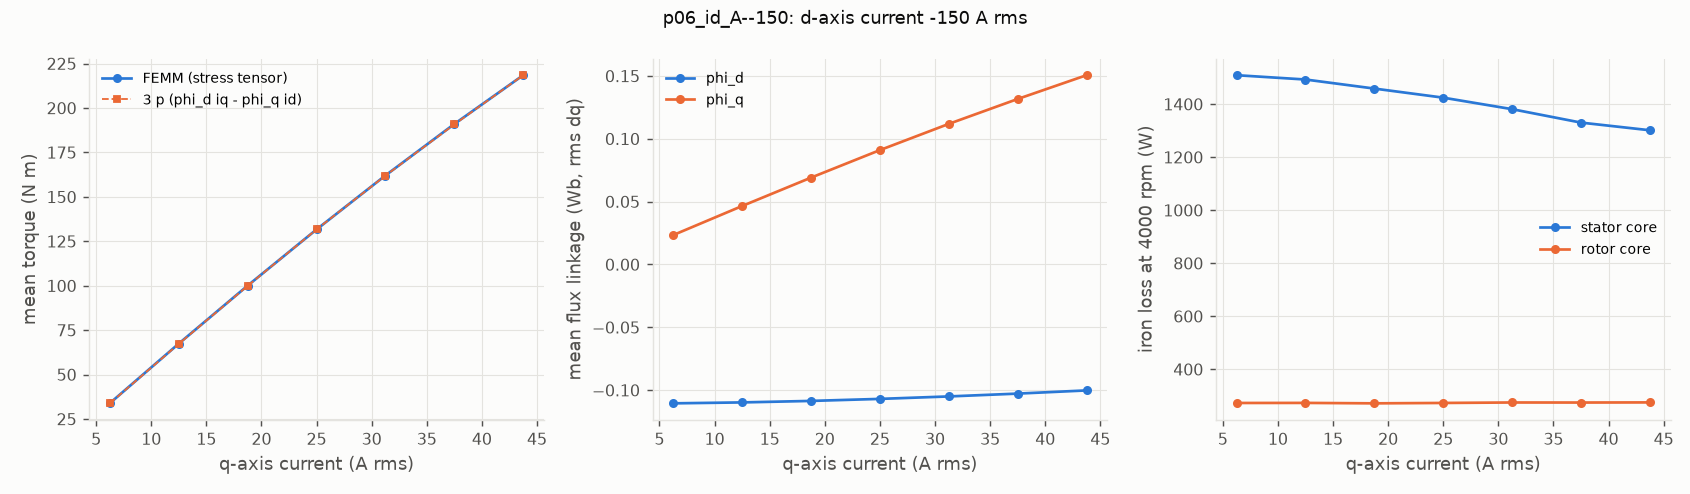 p06_id_A--150: d-axis current -150 A rms
mean torque (N m)
225
200
175
150
125
100
75
50
25
FEMM (stress tensor)
3 p (phi_d iq - phi_q id)
5 10 15 20 25 30 35 40 45
q-axis current (A rms)
mean flux linkage (Wb, rms dq)
0.15
0.10
0.05
0.00
−0.05
−0.10
phi_d
phi_q
5 10 15 20 25 30 35 40 45
q-axis current (A rms)
iron loss at 4000 rpm (W)
1400
1200
1000
800
600
400
stator core
rotor core
5 10 15 20 25 30 35 40 45
q-axis current (A rms)